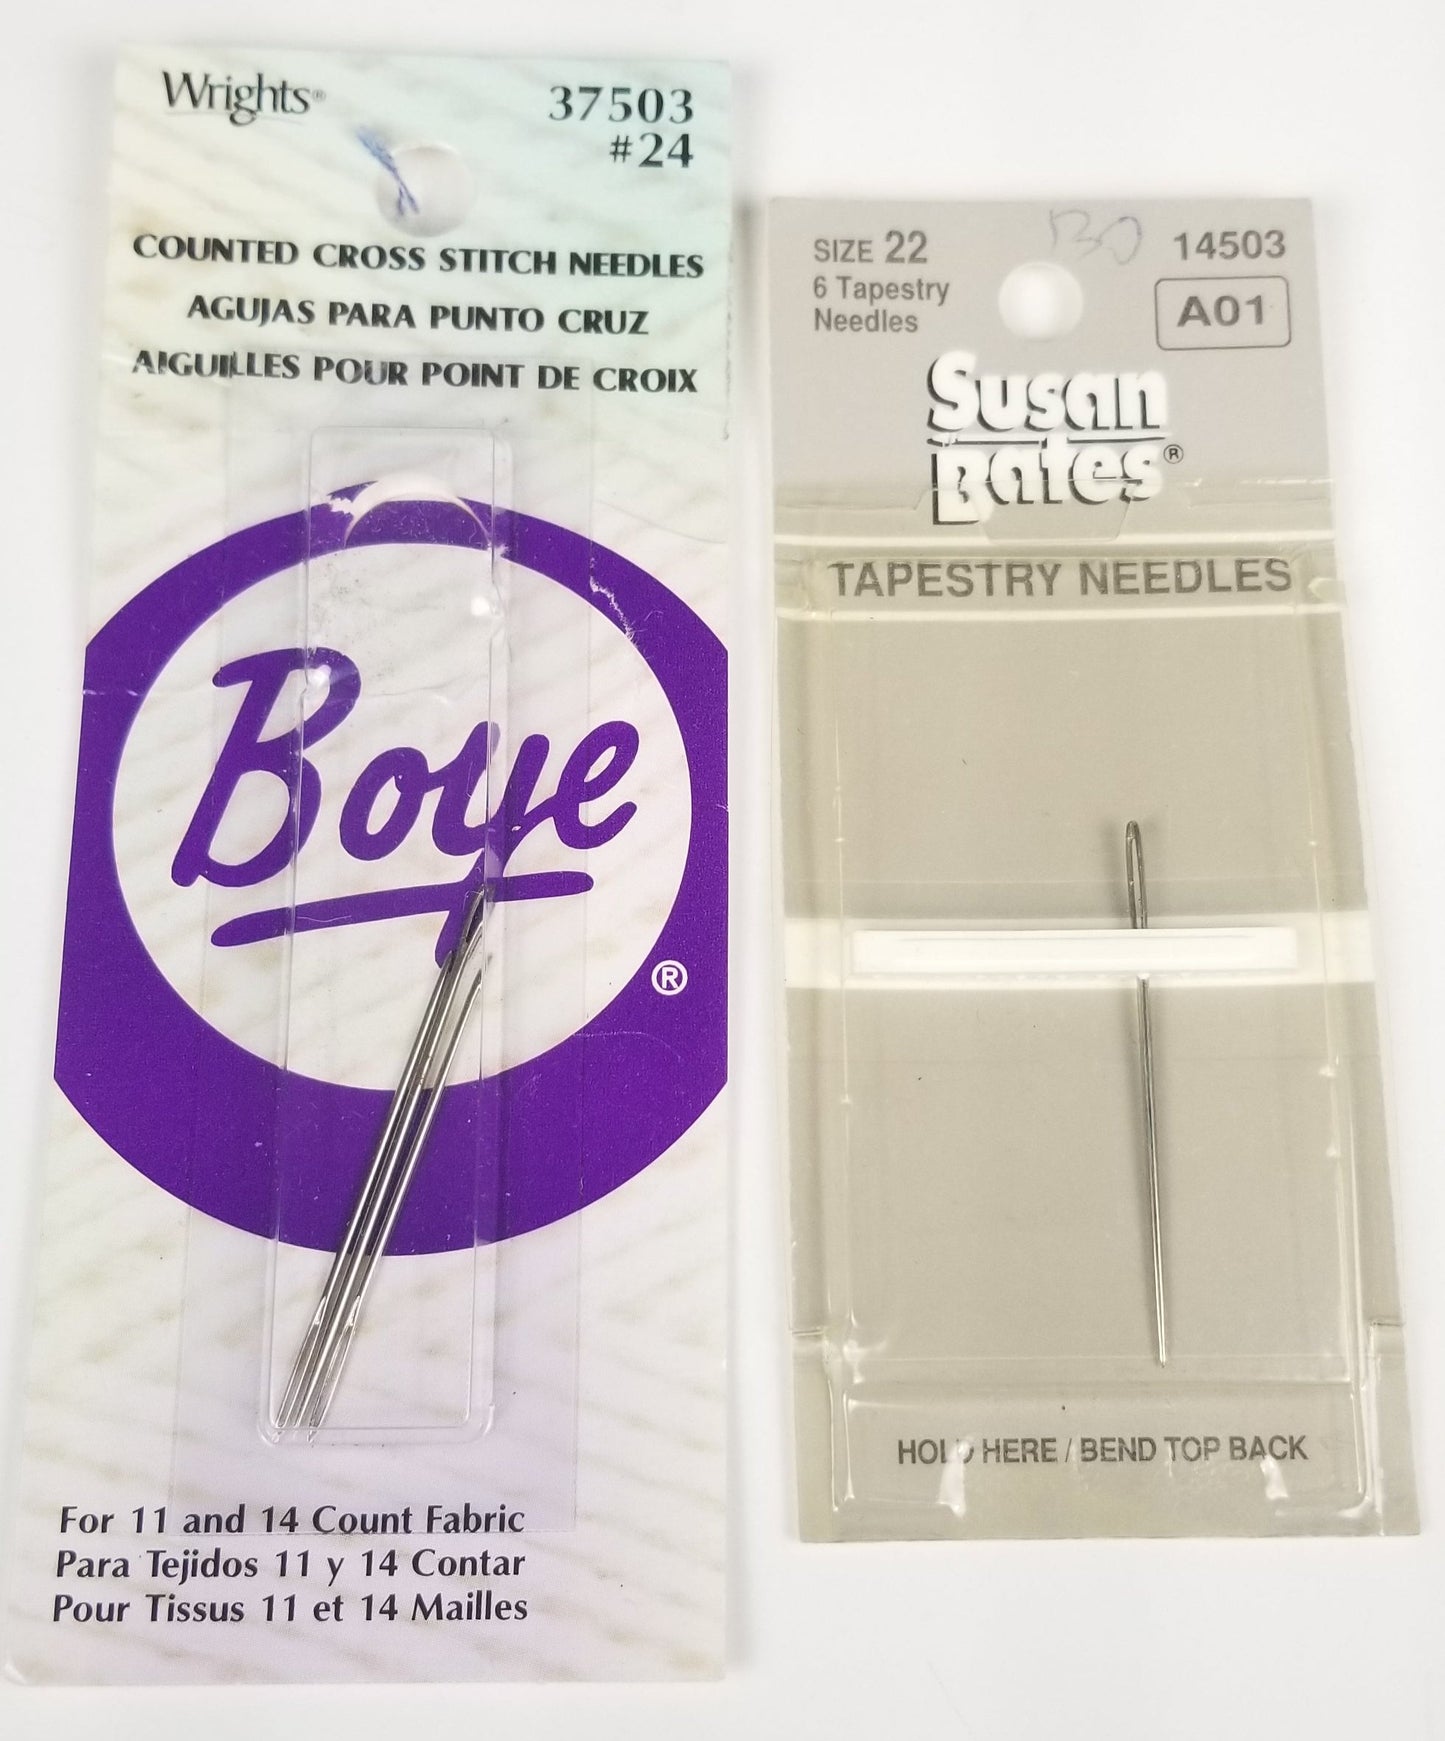 Wrights®
37503
#24
COUNTED CROSS STITCH NEEDLES
AGUJAS PARA PUNTO CRUZ
AIGUILLES POUR POINT DE CROIX
Boye
®
For 11 and 14 Count Fabric
Para Tejidos 11 y 14 Contar
Pour Tissus 11 et 14 Mailles
SIZE 22
6 Tapestry
Needles
14503
A01
Susan
Bates®
TAPESTRY NEEDLES
HOLD HERE / BEND TOP BACK